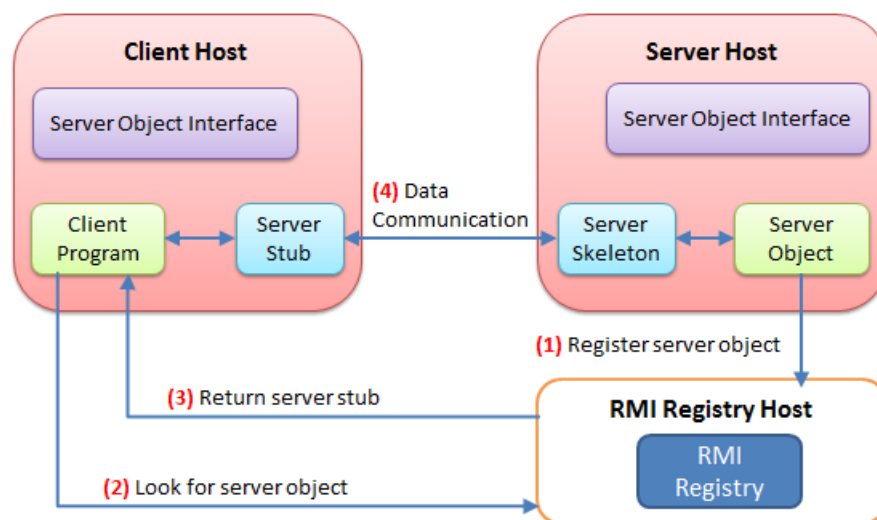 Client Host
Server Object Interface
Client
Program
Server
Stub
(4) Data
Communication
Server Host
Server Object Interface
Server
Skeleton
Server
Object
(1) Register server object
(3) Return server stub
(2) Look for server object
RMI Registry Host
RMI
Registry